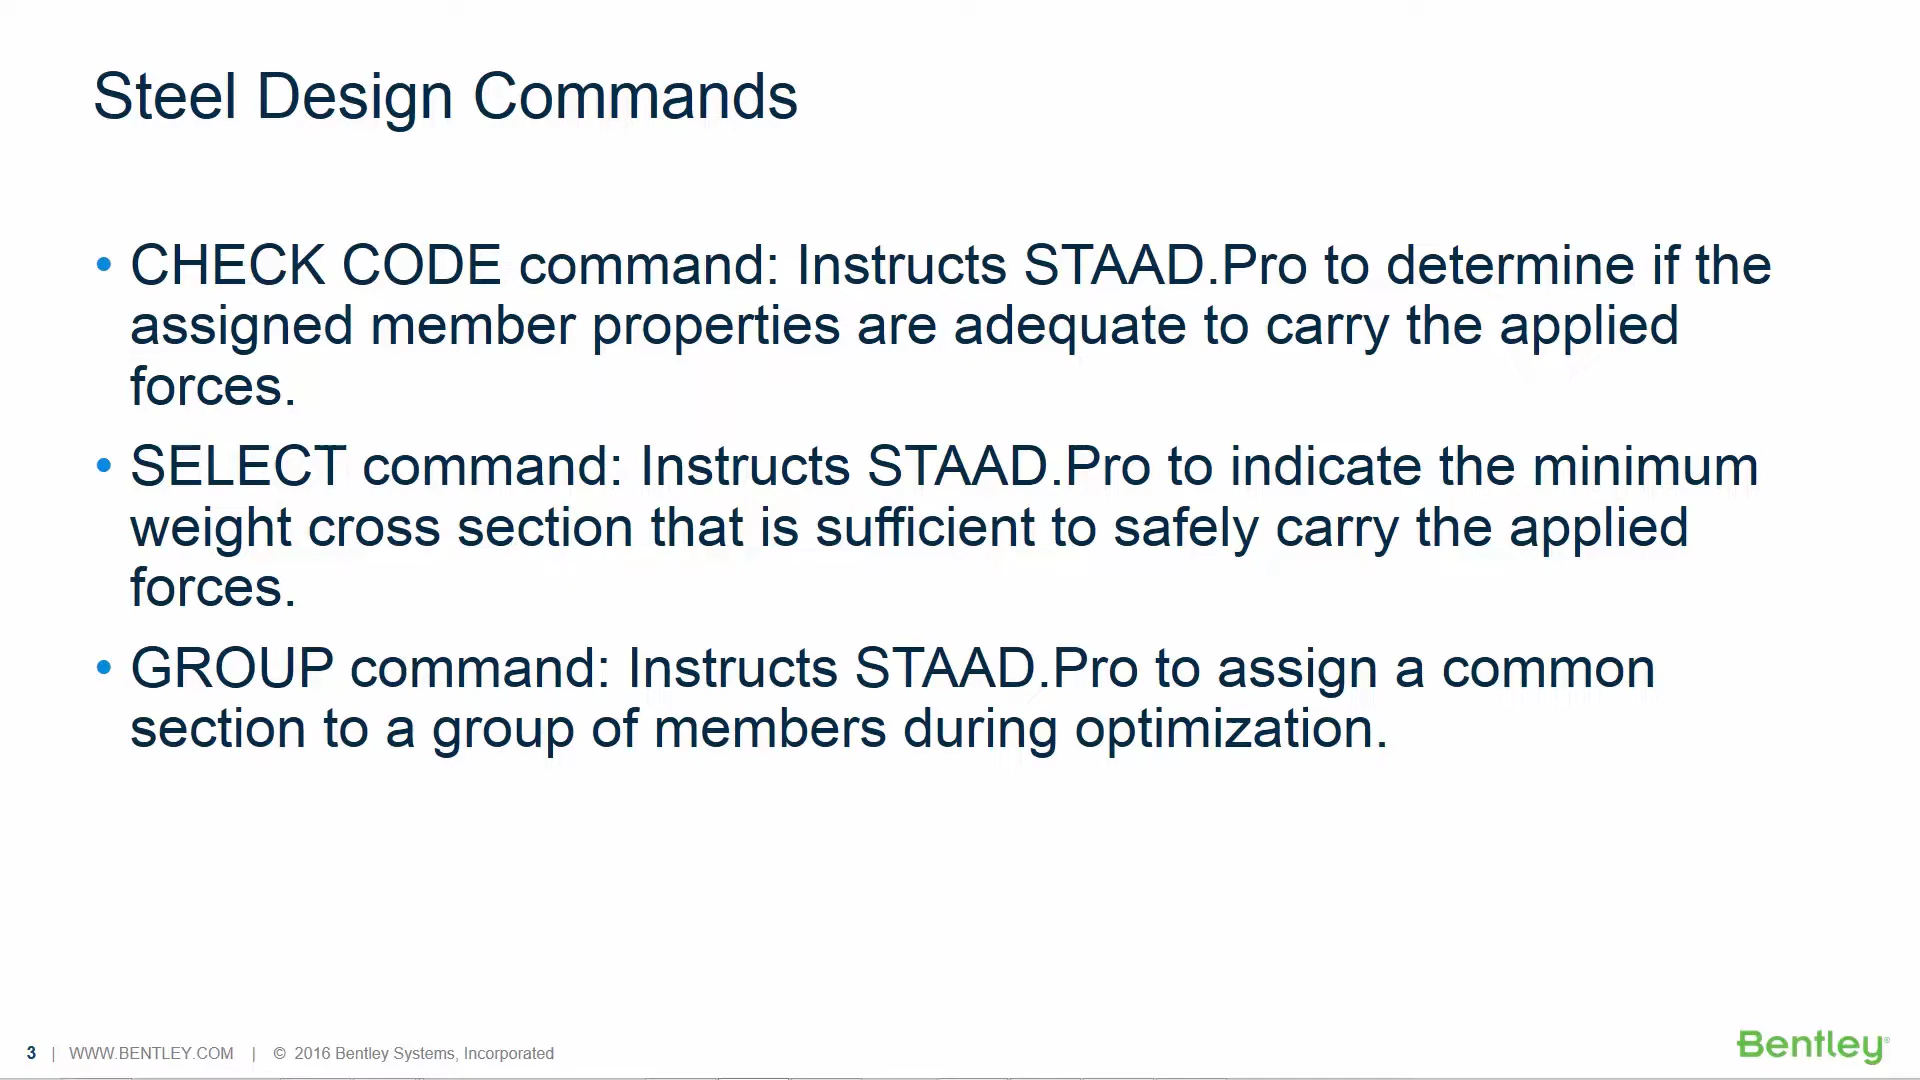 Steel Design Commands
• CHECK CODE command: Instructs STAAD.Pro to determine if the
assigned member properties are adequate to carry the applied
forces.
• SELECT command: Instructs STAAD.Pro to indicate the minimum
weight cross section that is sufficient to safely carry the applied
forces.
• GROUP command: Instructs STAAD.Pro to assign a common
section to a group of members during optimization.
3 | WWW.BENTLEY.COM | © 2016 Bentley Systems, Incorporated
Bentley®